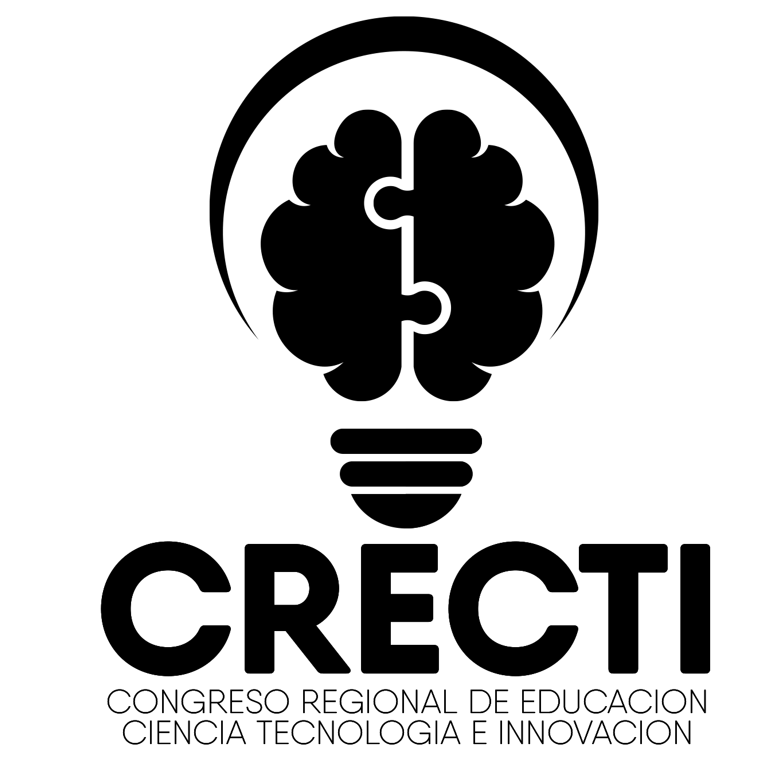 CRECTI
CONGRESO REGIONAL DE EDUCACION
CIENCIA TECNOLOGIA E INNOVACION